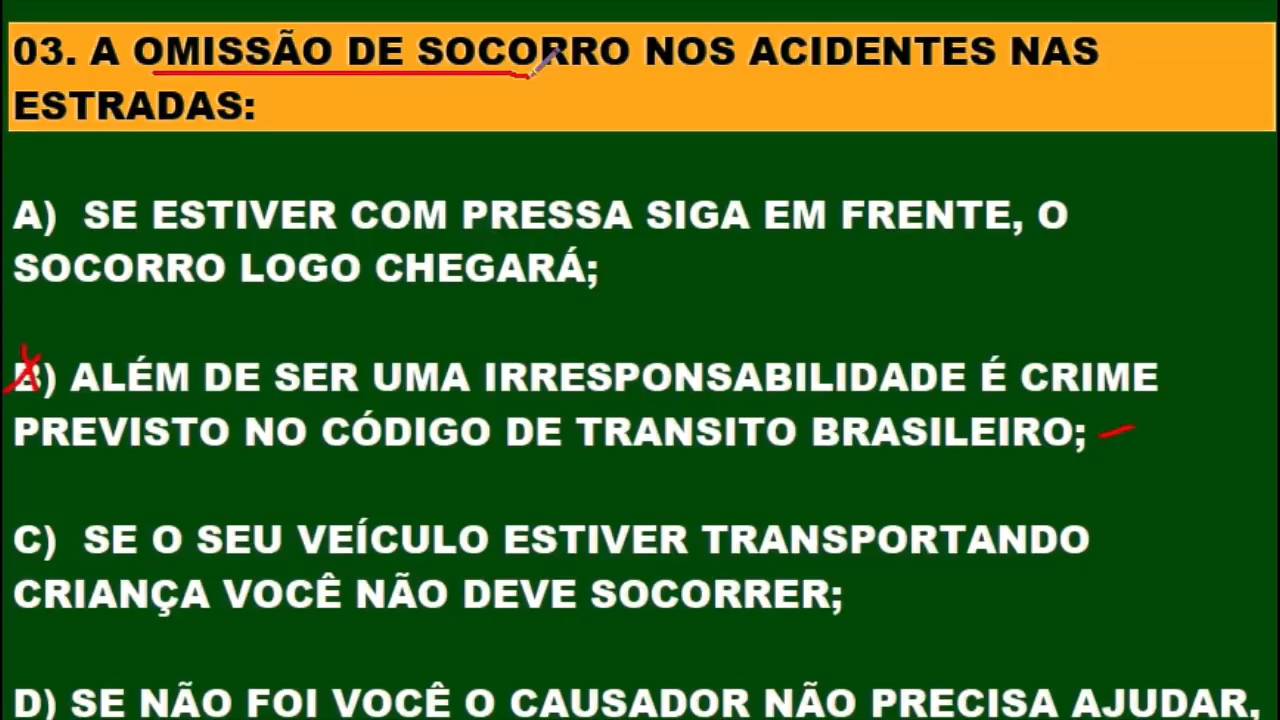 03. A OMISSÃO DE SOCORRO NOS ACIDENTES NAS
ESTRADAS:
A) SE ESTIVER COM PRESSA SIGA EM FRENTE, O
SOCORRO LOGO CHEGARÁ;
B) ALÉM DE SER UMA IRRESPONSABILIDADE É CRIME
PREVISTO NO CÓDIGO DE TRANSITO BRASILEIRO;
C) SE O SEU VEÍCULO ESTIVER TRANSPORTANDO
CRIANÇA VOCÊ NÃO DEVE SOCORRER;
D) SE NÃO FOI VOCÊ O CAUSADOR NÃO PRECISA AJUDAR,